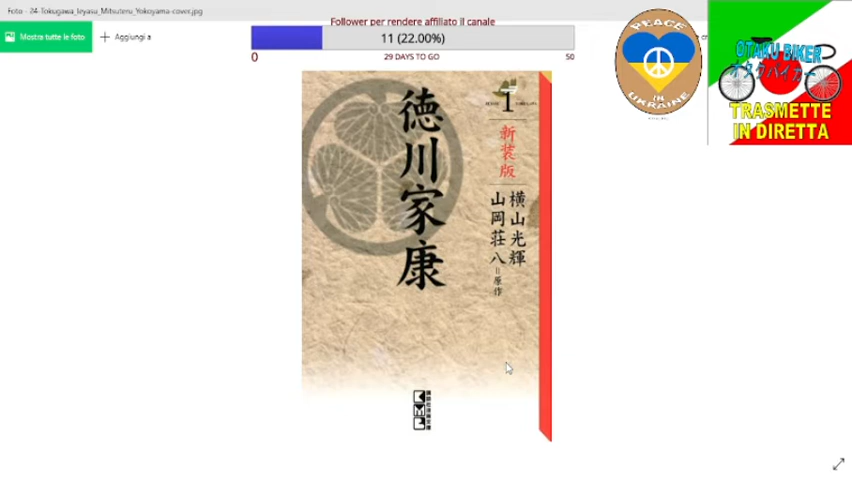 Foto - 24-Tokugawa_Ieyasu_Mitsuteru_Yokoyama-cover.jpg
Mostra tutte le foto
Aggiungi a
Follower per rendere affiliato il canale
11 (22.00%)
0
29 DAYS TO GO
50
PEACE
IN
UKRAINE
OTAKU BIKER
オタクバイカー
TRASMETTE
IN DIRETTA
1
新装版
徳川家康
横山光輝
山岡荘八=原作